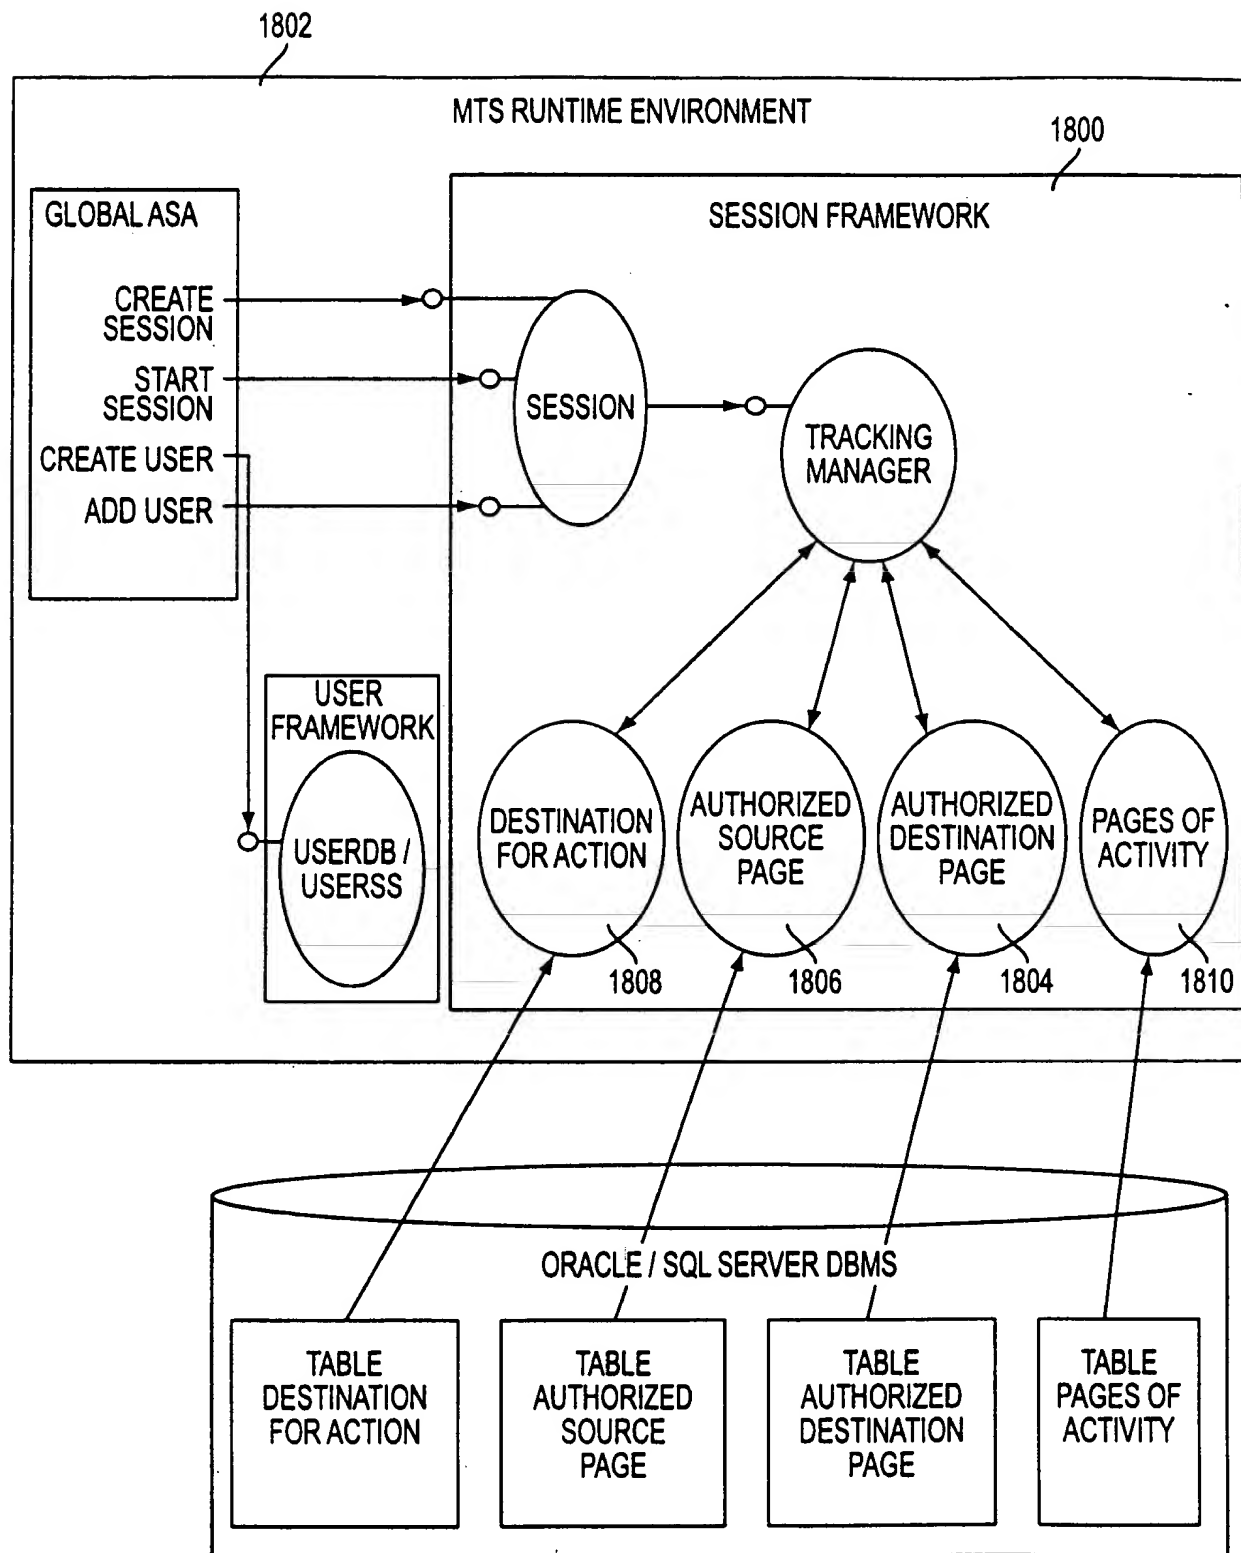 1802
MTS RUNTIME ENVIRONMENT
1800
GLOBAL ASA
SESSION FRAMEWORK
CREATE
SESSION
START
SESSION
CREATE USER
ADD USER
SESSION
TRACKING
MANAGER
USER
FRAMEWORK
USERDB /
USERSS
DESTINATION
FOR ACTION
AUTHORIZED
SOURCE
PAGE
AUTHORIZED
DESTINATION
PAGE
PAGES OF
ACTIVITY
1808
1806
1804
1810
ORACLE / SQL SERVER DBMS
TABLE
DESTINATION
FOR ACTION
TABLE
AUTHORIZED
SOURCE
PAGE
TABLE
AUTHORIZED
DESTINATION
PAGE
TABLE
PAGES OF
ACTIVITY